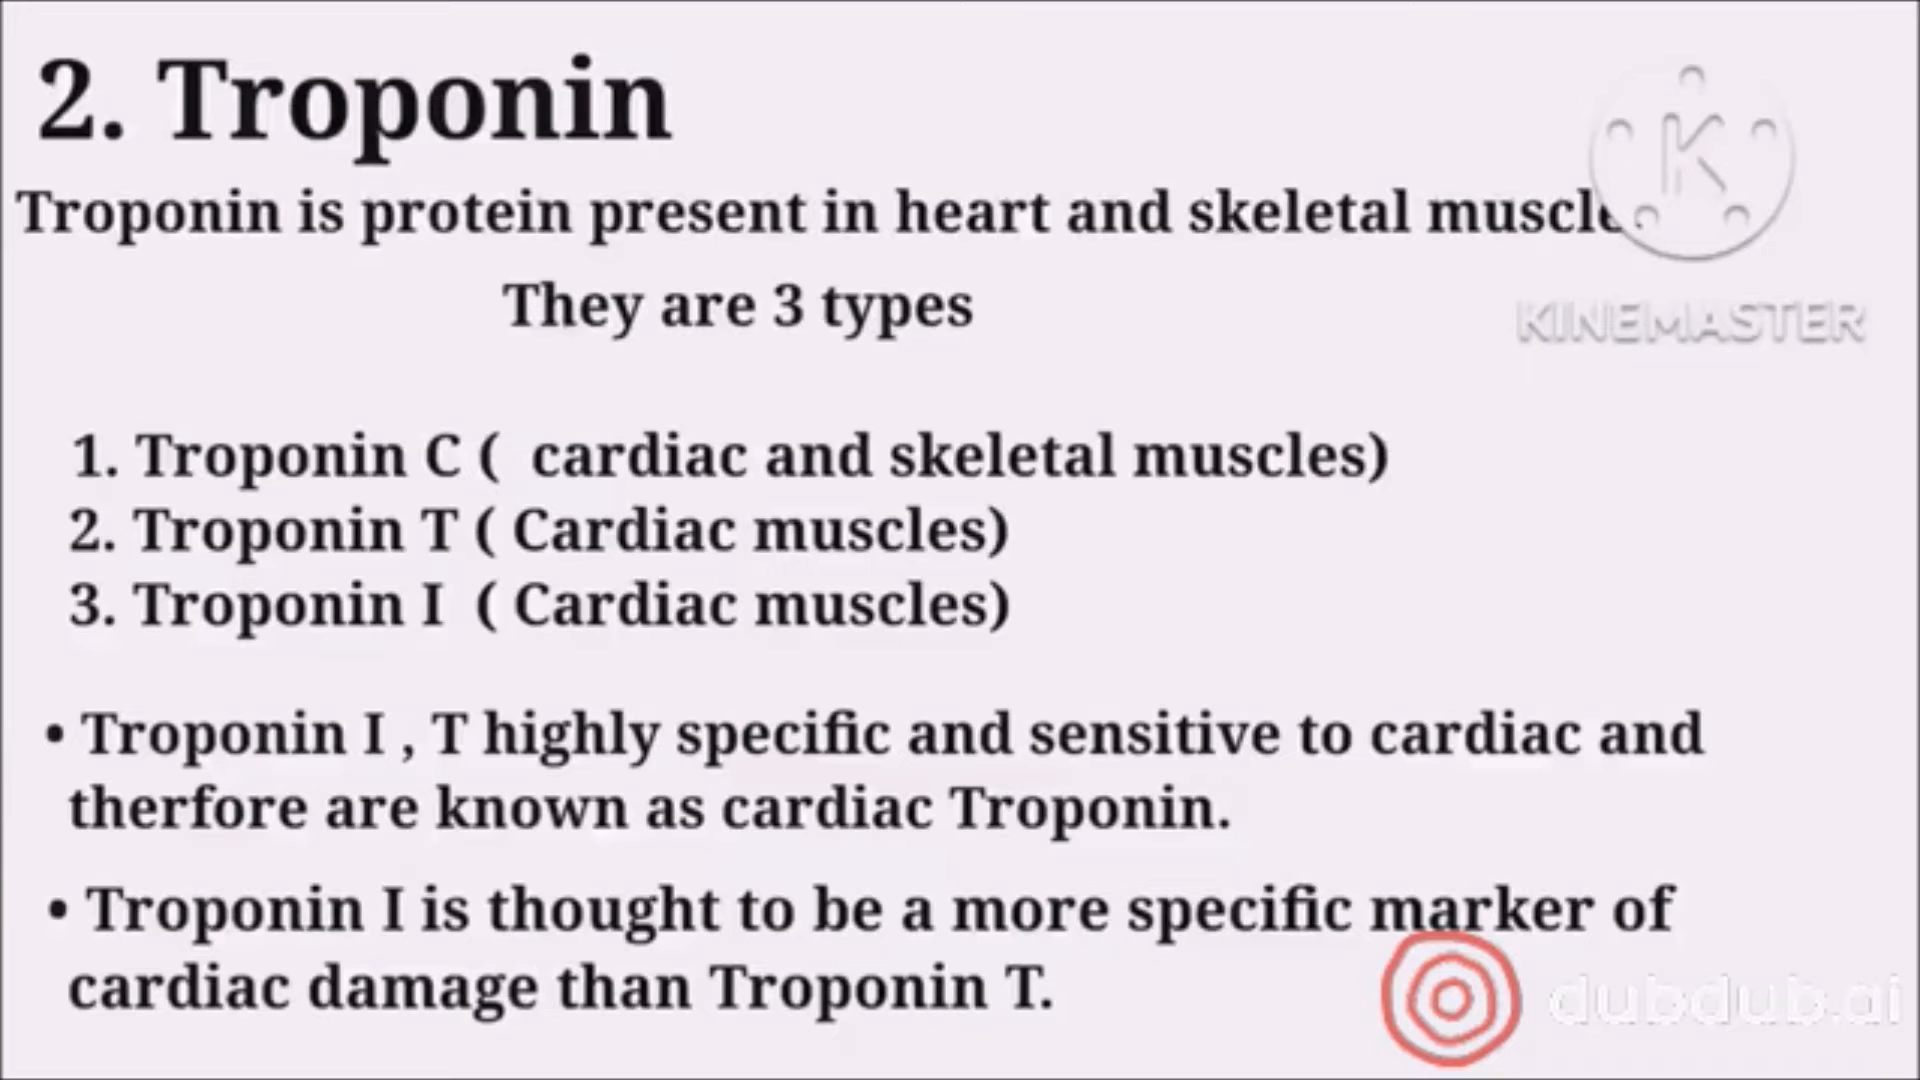 2. Troponin
Troponin is protein present in heart and skeletal muscle.
They are 3 types
KINEMASTER
1. Troponin C (  cardiac and skeletal muscles)
2. Troponin T ( Cardiac muscles)
3. Troponin I  ( Cardiac muscles)
• Troponin I , T highly specific and sensitive to cardiac and
therfore are known as cardiac Troponin.
• Troponin I is thought to be a more specific marker of
cardiac damage than Troponin T.
dubdub.ai